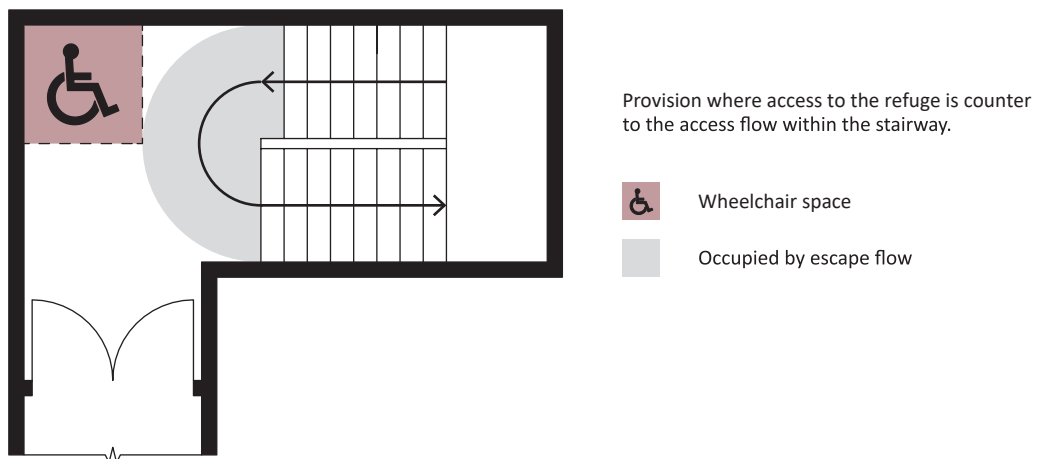 Provision where access to the refuge is counter
to the access flow within the stairway.
Wheelchair space
Occupied by escape flow